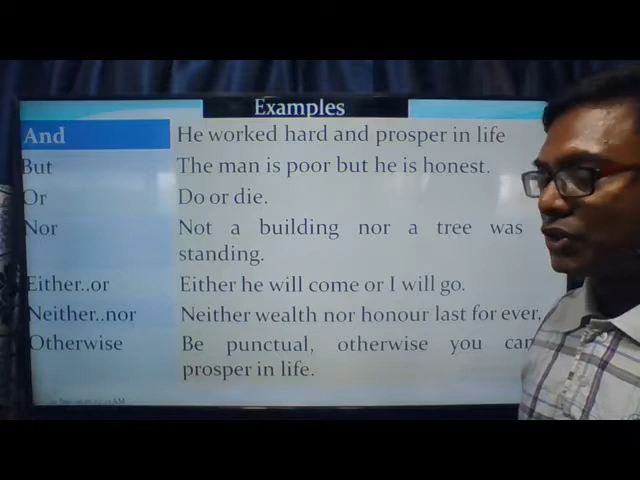 Examples
And He worked hard and prosper in life
But The man is poor but he is honest.
Or Do or die.
Nor Not a building nor a tree was
standing.
Either..or Either he will come or I will go.
Neither..nor Neither wealth nor honour last for ever.
Otherwise Be punctual, otherwise you can
prosper in life.